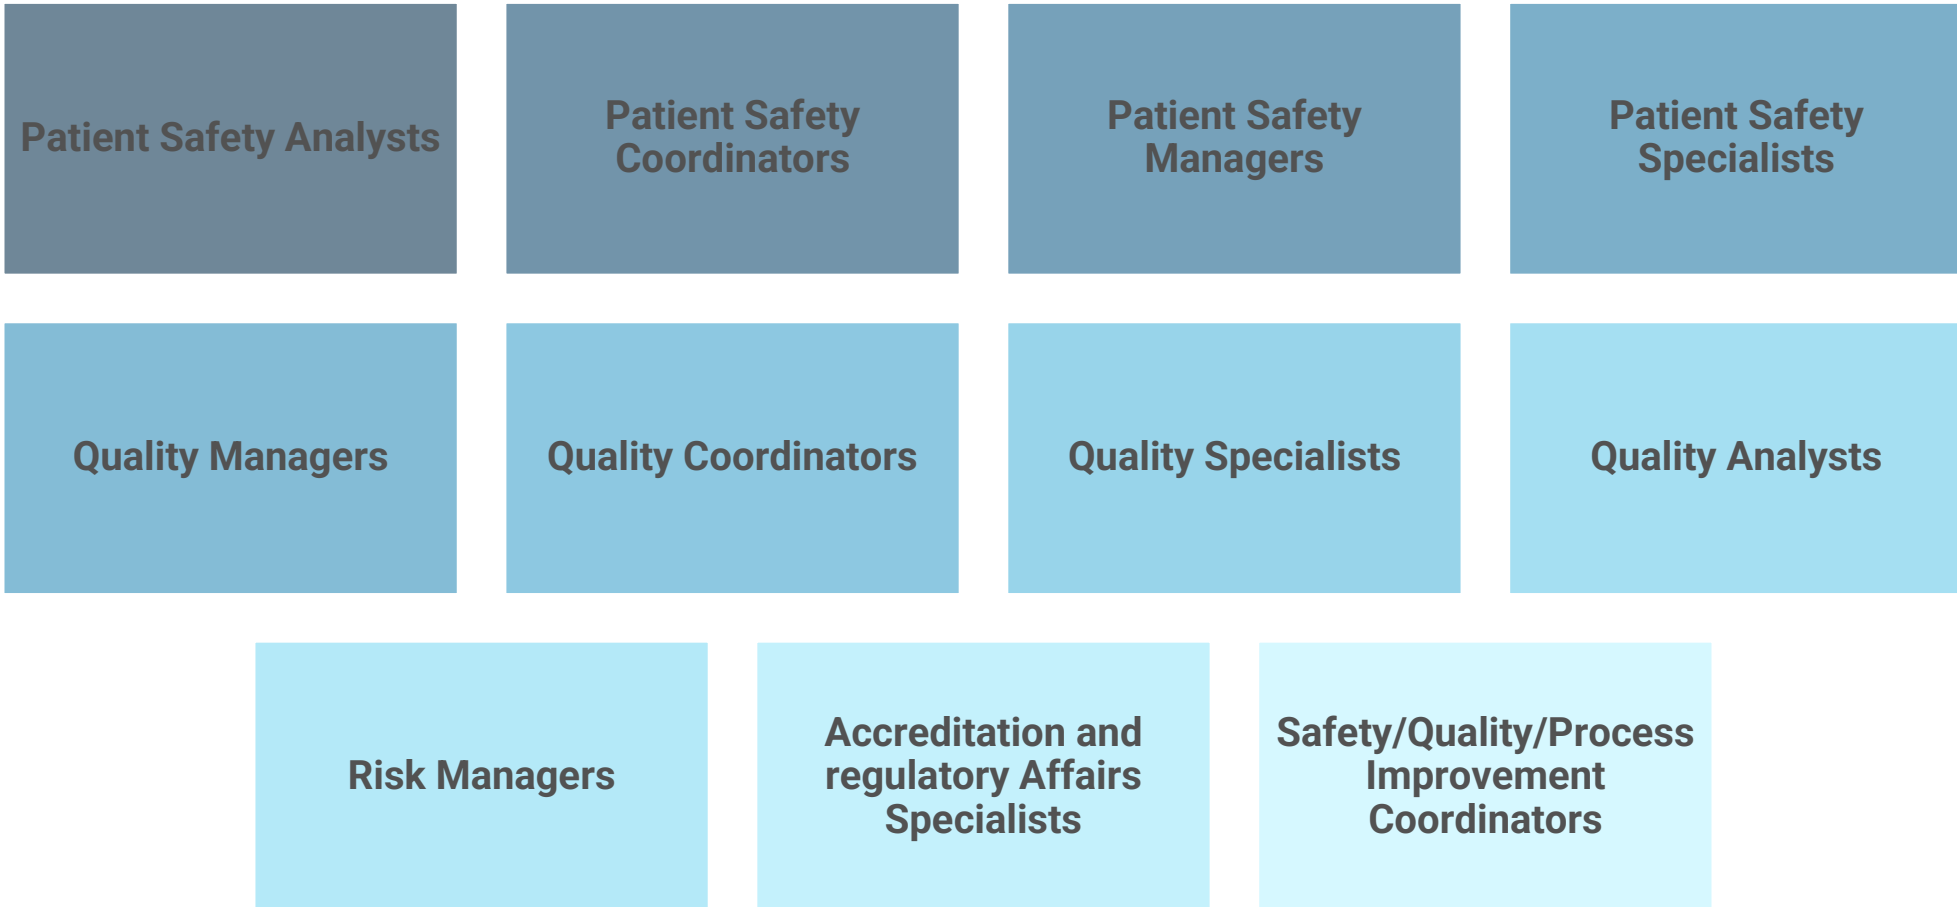 Patient Safety Analysts
Patient Safety
Coordinators
Patient Safety
Managers
Patient Safety
Specialists
Quality Managers
Quality Coordinators
Quality Specialists
Quality Analysts
Risk Managers
Accreditation and
regulatory Affairs
Specialists
Safety/Quality/Process
Improvement
Coordinators